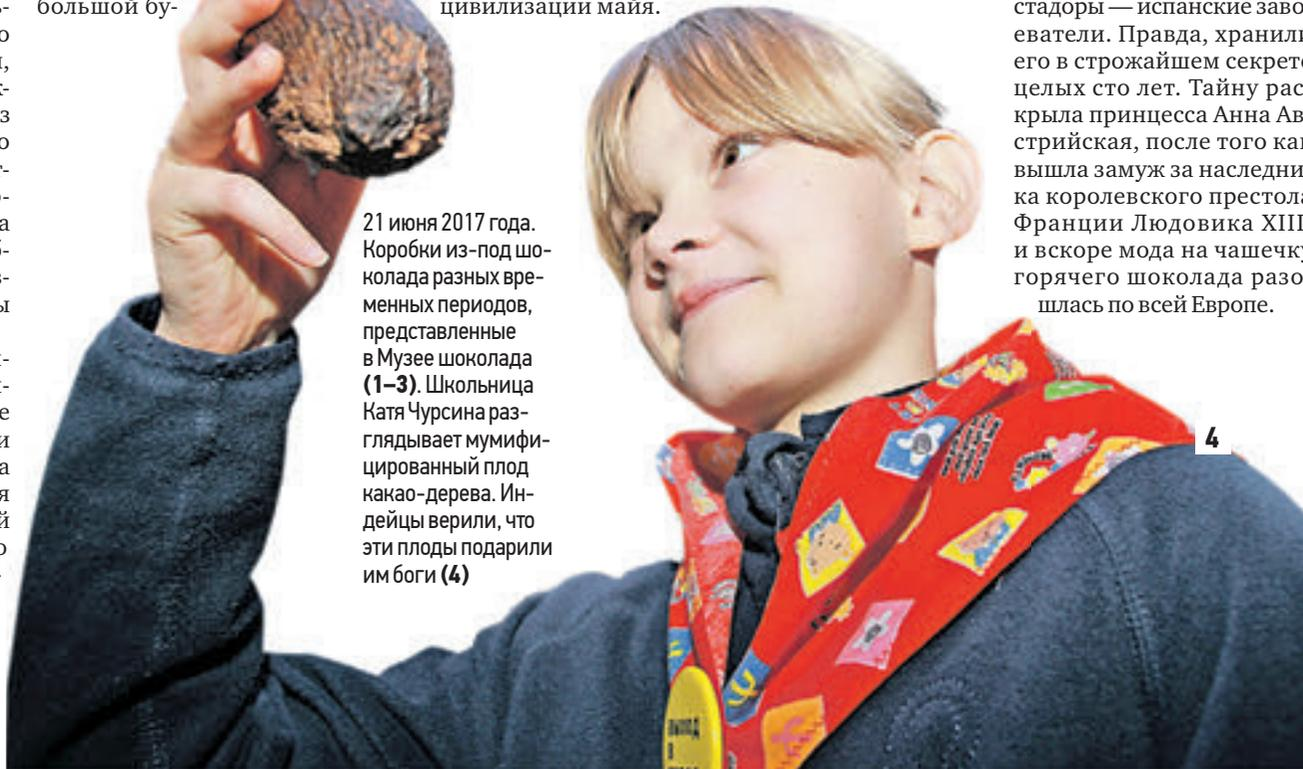 большой бу-
цивилизации майя.
21 июня 2017 года.
Коробки из-под шо-
колада разных вре-
менных периодов,
представленные
в Музее шоколада
(1–3). Школьница
Катя Чурсина раз-
глядывает мумифи-
цированный плод
какао-дерева. Ин-
дейцы верили, что
эти плоды подарили
им боги (4)
стадоры — испанские заво
еватели. Правда, хранили
его в строжайшем секрете
целых сто лет. Тайну рас
крыла принцесса Анна Ав
стрийская, после того как
вышла замуж за наследни
ка королевского престола
Франции Людовика XIII
и вскоре мода на чашечку
горячего шоколада разо
шлась по всей Европе.
4
ВЫХОД
В